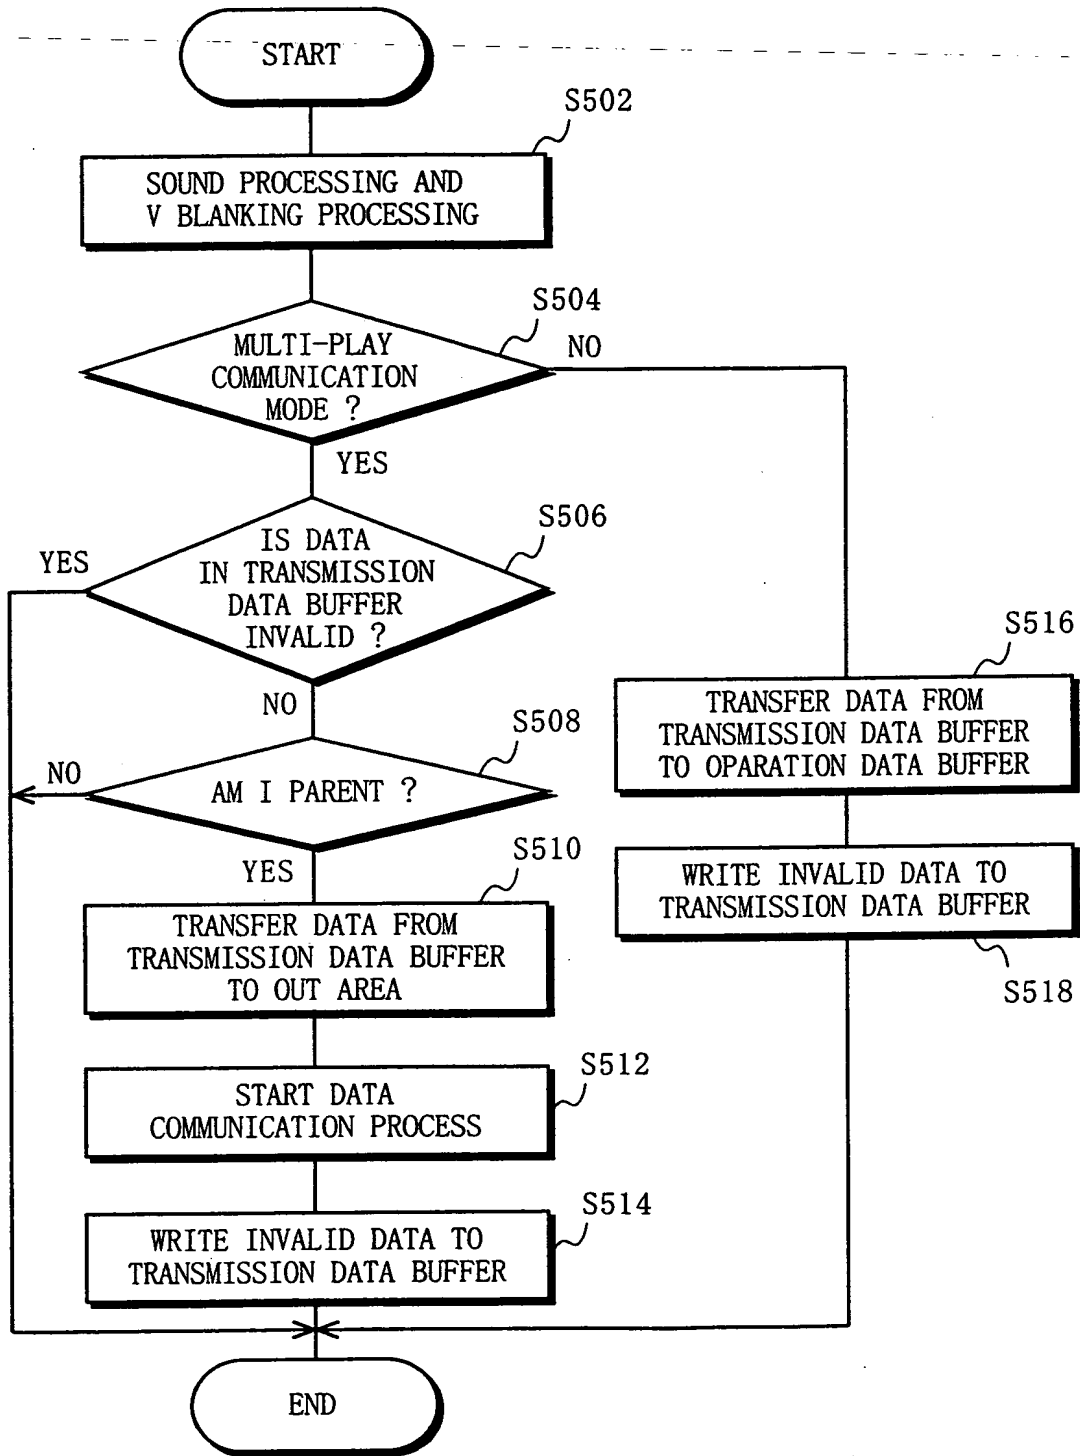 START
S502
SOUND PROCESSING AND
V BLANKING PROCESSING
S504
MULTI-PLAY
COMMUNICATION
MODE ?
NO
YES
S506
IS DATA
IN TRANSMISSION
DATA BUFFER
INVALID ?
YES
NO
S508
AM I PARENT ?
NO
YES
S510
TRANSFER DATA FROM
TRANSMISSION DATA BUFFER
TO OUT AREA
S512
START DATA
COMMUNICATION PROCESS
S514
WRITE INVALID DATA TO
TRANSMISSION DATA BUFFER
S516
TRANSFER DATA FROM
TRANSMISSION DATA BUFFER
TO OPARATION DATA BUFFER
WRITE INVALID DATA TO
TRANSMISSION DATA BUFFER
S518
END